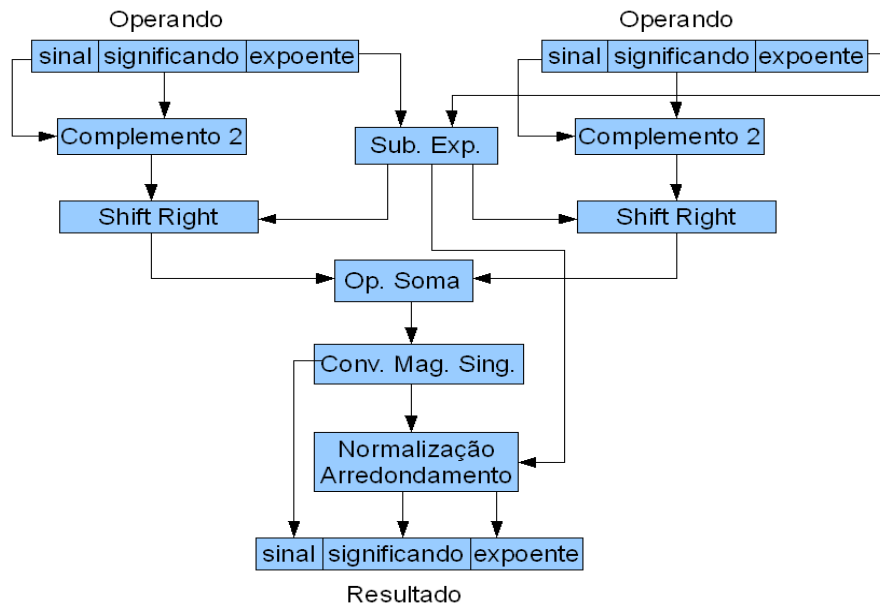 Operando
Operando
sinal significando expoente
sinal significando expoente
Complemento 2
Sub. Exp.
Complemento 2
Shift Right
Shift Right
Op. Soma
Conv. Mag. Sing.
Normalização
Arredondamento
sinal significando expoente
Resultado